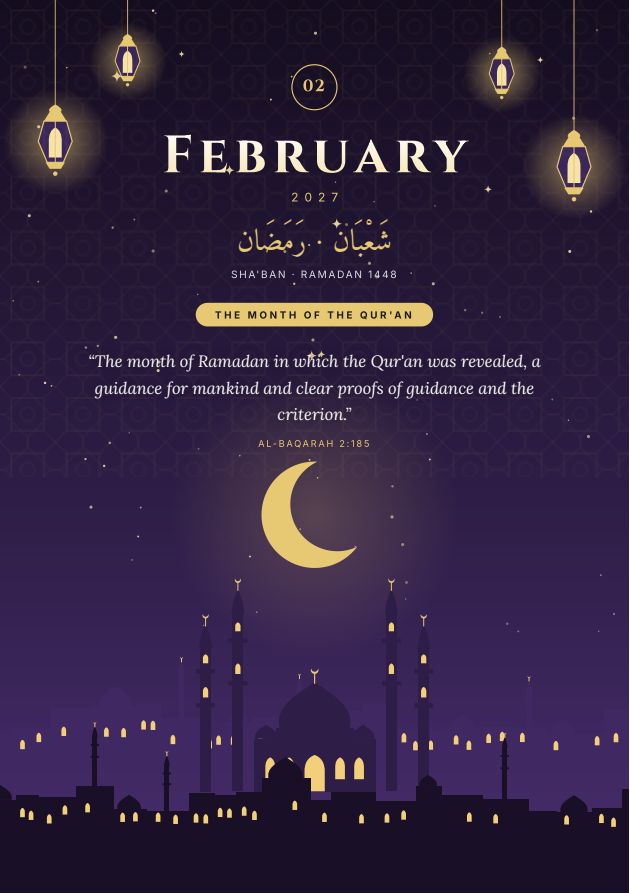 02
FEBRUARY
2027
شَعْبَان · رَمَضَان
SHA'BAN · RAMADAN 1448
THE MONTH OF THE QUR'AN
“The month of Ramadan in which the Qur'an was revealed, a
guidance for mankind and clear proofs of guidance and the
criterion.”
AL-BAQARAH 2:185